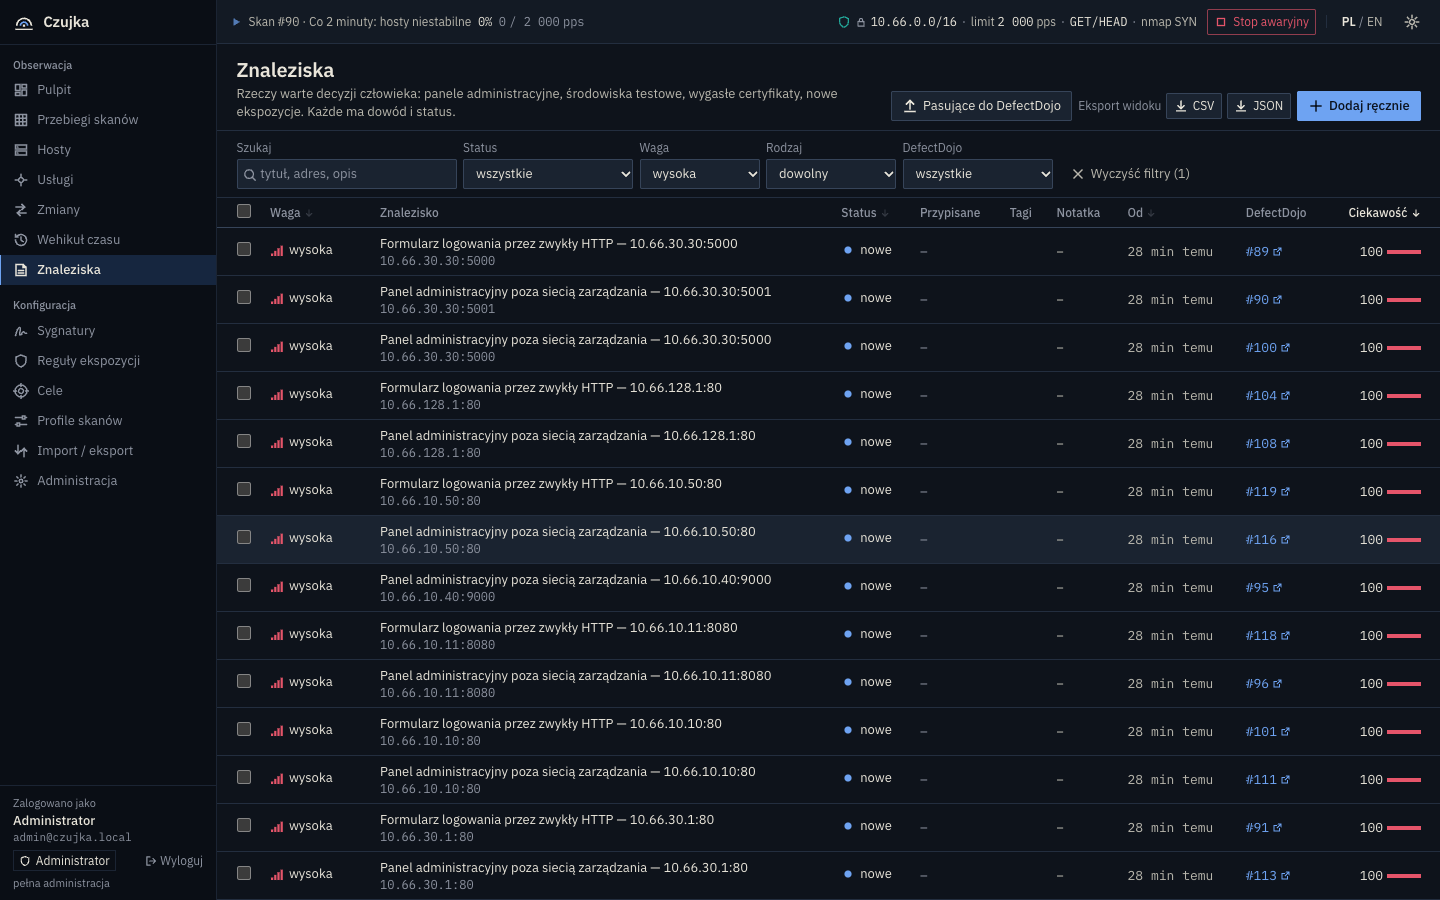 Czujka
Skan #90 · Co 2 minuty: hosty niestabilne 0% 0 / 2 000 pps
10.66.0.0/16 · limit 2 000 pps · GET/HEAD · nmap SYN
Stop awaryjny
PL / EN
Obserwacja
Pulpit
Przebiegi skanów
Hosty
Usługi
Zmiany
Wehikuł czasu
Znaleziska
Konfiguracja
Sygnatury
Reguły ekspozycji
Cele
Profile skanów
Import / eksport
Administracja
Zalogowano jako
Administrator
admin@czujka.local
Administrator
Wyloguj
pełna administracja
Znaleziska
Rzeczy warte decyzji człowieka: panele administracyjne, środowiska testowe, wygasłe certyfikaty, nowe
ekspozycje. Każde ma dowód i status.
Pasujące do DefectDojo
Eksport widoku
CSV
JSON
Dodaj ręcznie
Szukaj Status Waga Rodzaj DefectDojo
tytuł, adres, opis wszystkie wysoka dowolny wszystkie Wyczyść filtry (1)
Waga ↓ Znalezisko Status ↓ Przypisane Tagi Notatka Od ↓ DefectDojo Ciekawość ↓
wysoka Formularz logowania przez zwykły HTTP — 10.66.30.30:5000 nowe – – 28 min temu #89 100
10.66.30.30:5000
wysoka Panel administracyjny poza siecią zarządzania — 10.66.30.30:5001 nowe – – 28 min temu #90 100
10.66.30.30:5001
wysoka Panel administracyjny poza siecią zarządzania — 10.66.30.30:5000 nowe – – 28 min temu #100 100
10.66.30.30:5000
wysoka Formularz logowania przez zwykły HTTP — 10.66.128.1:80 nowe – – 28 min temu #104 100
10.66.128.1:80
wysoka Panel administracyjny poza siecią zarządzania — 10.66.128.1:80 nowe – – 28 min temu #108 100
10.66.128.1:80
wysoka Formularz logowania przez zwykły HTTP — 10.66.10.50:80 nowe – – 28 min temu #119 100
10.66.10.50:80
wysoka Panel administracyjny poza siecią zarządzania — 10.66.10.50:80 nowe – – 28 min temu #116 100
10.66.10.50:80
wysoka Panel administracyjny poza siecią zarządzania — 10.66.10.40:9000 nowe – – 28 min temu #95 100
10.66.10.40:9000
wysoka Formularz logowania przez zwykły HTTP — 10.66.10.11:8080 nowe – – 28 min temu #118 100
10.66.10.11:8080
wysoka Panel administracyjny poza siecią zarządzania — 10.66.10.11:8080 nowe – – 28 min temu #96 100
10.66.10.11:8080
wysoka Formularz logowania przez zwykły HTTP — 10.66.10.10:80 nowe – – 28 min temu #101 100
10.66.10.10:80
wysoka Panel administracyjny poza siecią zarządzania — 10.66.10.10:80 nowe – – 28 min temu #111 100
10.66.10.10:80
wysoka Formularz logowania przez zwykły HTTP — 10.66.30.1:80 nowe – – 28 min temu #91 100
10.66.30.1:80
wysoka Panel administracyjny poza siecią zarządzania — 10.66.30.1:80 nowe – – 28 min temu #113 100
10.66.30.1:80